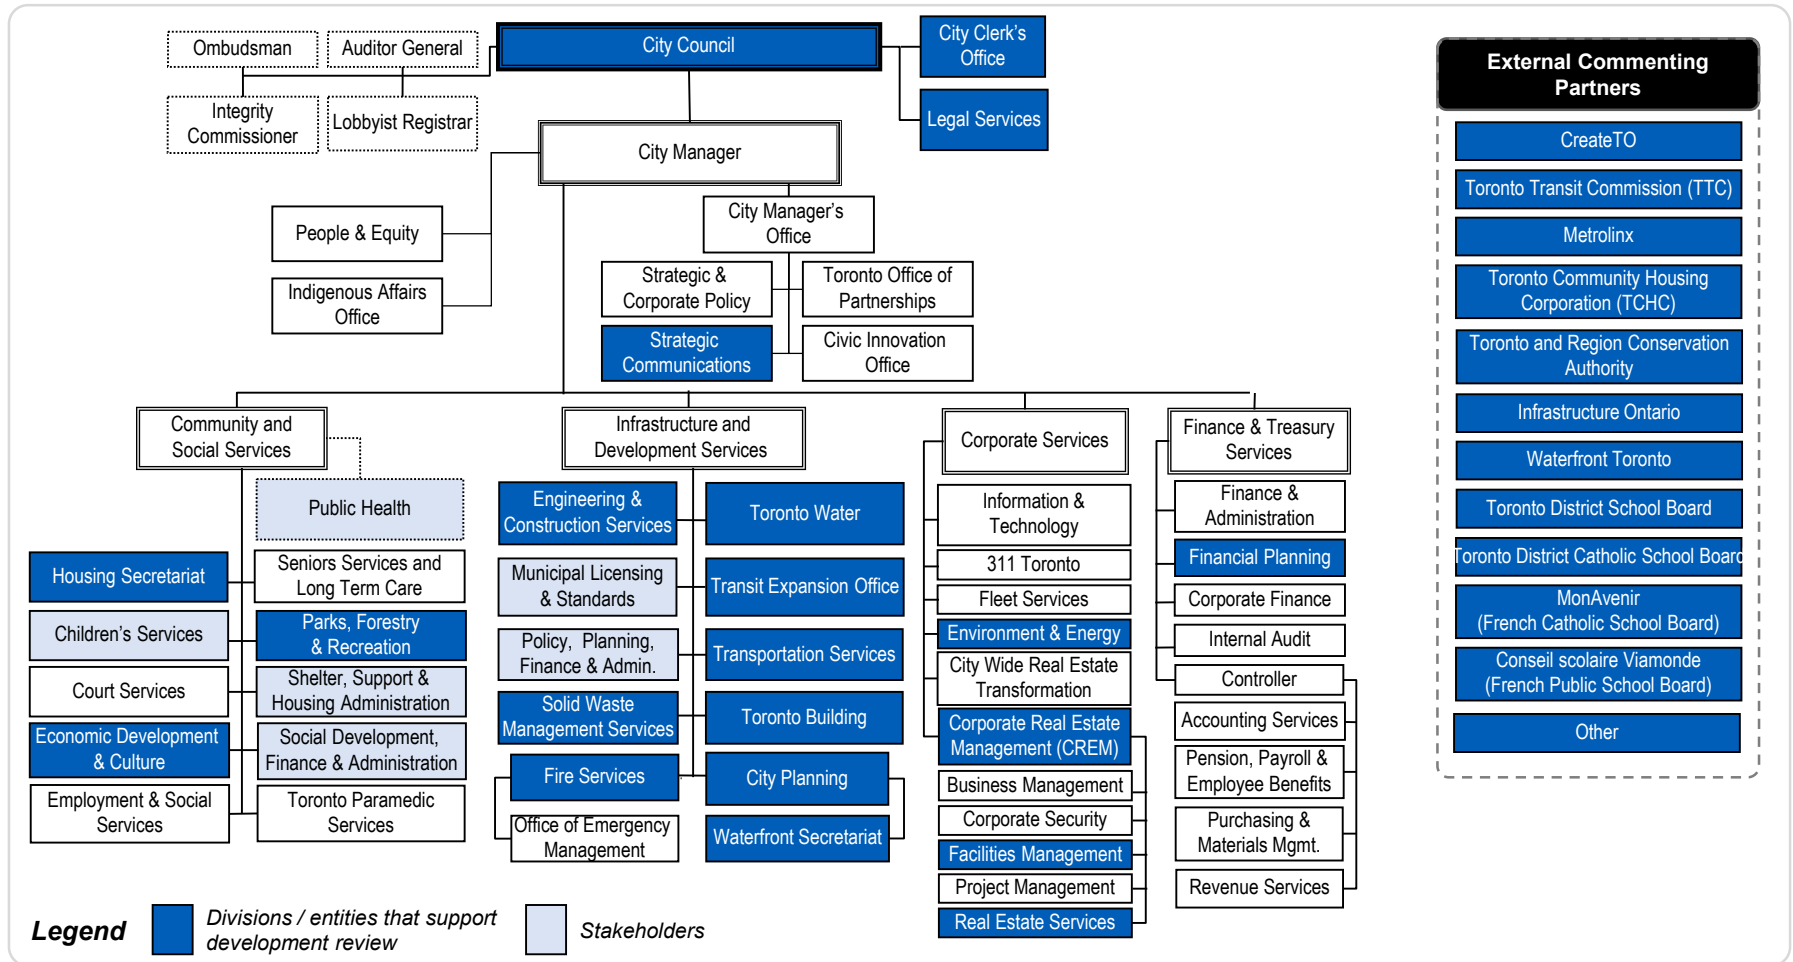 Ombudsman
Auditor General
Integrity
Commissioner
Lobbyist Registrar
City Council
City Clerk's
Office
Legal Services
City Manager
People & Equity
Indigenous Affairs
Office
City Manager's
Office
Strategic &
Corporate Policy
Toronto Office of
Partnerships
Strategic
Communications
Civic Innovation
Office
Community and
Social Services
Public Health
Housing Secretariat
Seniors Services and
Long Term Care
Children's Services
Parks, Forestry
& Recreation
Court Services
Shelter, Support &
Housing Administration
Economic Development
& Culture
Social Development,
Finance & Administration
Employment & Social
Services
Toronto Paramedic
Services
Infrastructure and
Development Services
Engineering &
Construction Services
Toronto Water
Municipal Licensing
& Standards
Transit Expansion Office
Policy, Planning,
Finance & Admin.
Transportation Services
Solid Waste
Management Services
Toronto Building
Fire Services
City Planning
Office of Emergency
Management
Waterfront Secretariat
Corporate Services
Information &
Technology
311 Toronto
Fleet Services
Environment & Energy
City Wide Real Estate
Transformation
Corporate Real Estate
Management (CREM)
Business Management
Corporate Security
Facilities Management
Project Management
Real Estate Services
Finance & Treasury
Services
Finance &
Administration
Financial Planning
Corporate Finance
Internal Audit
Controller
Accounting Services
Pension, Payroll &
Employee Benefits
Purchasing &
Materials Mgmt.
Revenue Services
External Commenting
Partners
CreateTO
Toronto Transit Commission (TTC)
Metrolinx
Toronto Community Housing
Corporation (TCHC)
Toronto and Region Conservation
Authority
Infrastructure Ontario
Waterfront Toronto
Toronto District School Board
Toronto District Catholic School Board
MonAvenir
(French Catholic School Board)
Conseil scolaire Viamonde
(French Public School Board)
Other
Legend
Divisions / entities that support
development review
Stakeholders